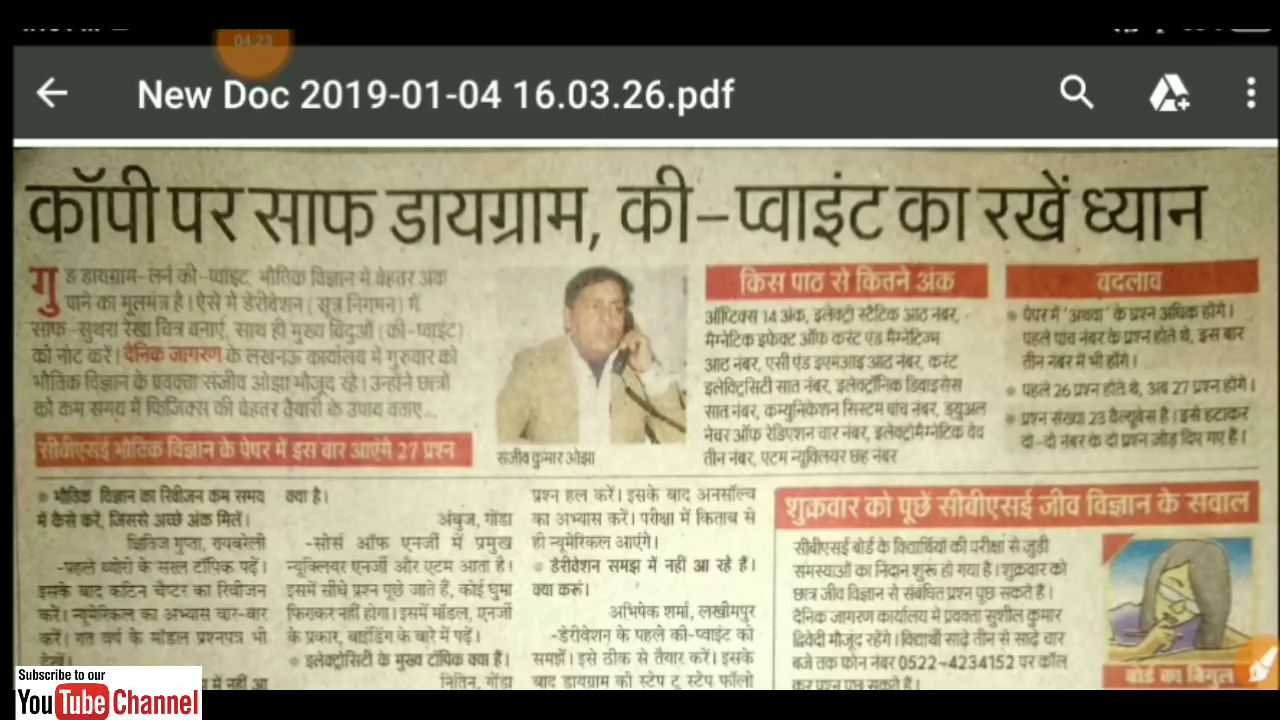 04:23
New Doc 2019-01-04 16.03.26.pdf
कॉपी पर साफ डायग्राम, की-प्वाइंट का रखें ध्यान
गुड डायग्राम-लर्न की-प्वाइंट, भौतिक विज्ञान में बेहतर अंक
पाने का मूलमंत्र है। ऐसे में डेरीवेशन (सूत्र निगमन) में
साफ-सुथरा रेखा चित्र बनाएं, साथ ही मुख्य बिंदुओं (की-प्वाइंट)
को नोट करें। दैनिक जागरण के लखनऊ कार्यालय में गुरुवार को
भौतिक विज्ञान के प्रवक्ता संजीव ओझा मौजूद रहे। उन्होंने छात्रों
को कम समय में फिजिक्स की बेहतर तैयारी के उपाय बताए...
सीबीएसई भौतिक विज्ञान के पेपर में इस बार आएंगे 27 प्रश्न
संजीव कुमार ओझा
किस पाठ से कितने अंक
ऑप्टिक्स 14 अंक, इलेक्ट्रो स्टैटिक आठ नंबर,
मैग्नेटिक इफेक्ट ऑफ करंट एंड मैग्नेटिज्म
आठ नंबर, एसी एंड इएमआइ आठ नंबर, करंट
इलेक्ट्रिसिटी सात नंबर, इलेक्ट्रॉनिक डिवाइसेस
सात नंबर, कम्युनिकेशन सिस्टम पांच नंबर, ड्युअल
नेचर ऑफ रेडिएशन चार नंबर, इलेक्ट्रोमैग्नेटिक वेव
तीन नंबर, एटम न्यूक्लियर छह नंबर
बदलाव
पेपर में 'अथवा' के प्रश्न अधिक होंगे।
पहले पांच नंबर के प्रश्न होते थे, इस बार
तीन नंबर में भी होंगे।
पहले 26 प्रश्न होते थे, अब 27 प्रश्न होंगे।
प्रश्न संख्या 23 वैल्यूबेस है। इसे हटाकर
दो-दो नंबर के दो प्रश्न जोड़ दिए गए हैं।
भौतिक विज्ञान का रिवीजन कम समय
में कैसे करें, जिससे अच्छे अंक मिलें।
क्षितिज गुप्ता, रायबरेली
-पहले थ्योरी के सरल टॉपिक पढ़ें।
इसके बाद कठिन चैप्टर का रिवीजन
करें। न्यूमेरिकल का अभ्यास बार-बार
करें। गत वर्ष के मॉडल प्रश्नपत्र भी
देखें।
में नहीं आ
क्या है।
अंबुज, गोंडा
-सोर्स ऑफ एनर्जी में प्रमुख
न्यूक्लियर एनर्जी और एटम आता है।
इसमें सीधे प्रश्न पूछे जाते हैं, कोई घुमा
फिराकर नहीं होगा। इसमें मॉडल, एनर्जी
के प्रकार, बाइंडिंग के बारे में पढ़ें।
इलेक्ट्रोसिटी के मुख्य टॉपिक क्या हैं।
नितिन, गोंडा
प्रश्न हल करें। इसके बाद अनसॉल्व
का अभ्यास करें। परीक्षा में किताब से
ही न्यूमेरिकल आएंगे।
डैरीवेशन समझ में नहीं आ रहे हैं।
क्या करूं।
अभिषेक शर्मा, लखीमपुर
-डेरीवेशन के पहले की-प्वाइंट को
समझें। इसे ठीक से तैयार करें। इसके
बाद डायग्राम को स्टेप टू स्टेप फॉलो
शुक्रवार को पूछें सीबीएसई जीव विज्ञान के सवाल
सीबीएसई बोर्ड के विद्यार्थियों की परीक्षा से जुड़ी
समस्याओं का निदान शुरू हो गया है। शुक्रवार को
छात्र जीव विज्ञान से संबंधित प्रश्न पूछ सकते हैं।
दैनिक जागरण कार्यालय में प्रवक्ता सुशील कुमार
द्विवेदी मौजूद रहेंगे। विद्यार्थी साढ़े तीन से साढ़े चार
बजे तक फोन नंबर 0522-4234152 पर कॉल
कर प्रश्न पूछ सकते हैं।
बोर्ड का बिगुल
Subscribe to our
YouTube Channel